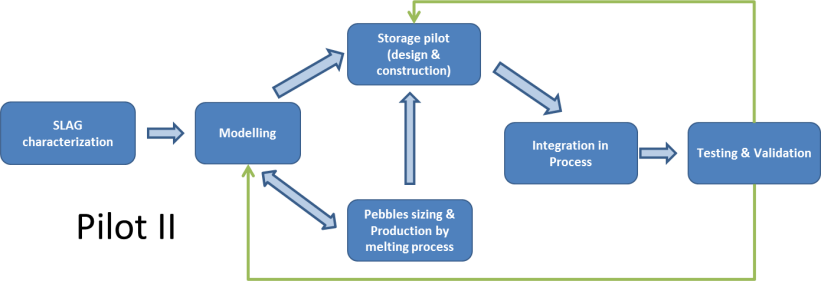 Storage pilot
(design &
construction)
SLAG
characterization
Modelling
Integration in
Process
Testing & Validation
Pebbles sizing &
Production by
melting process
Pilot II